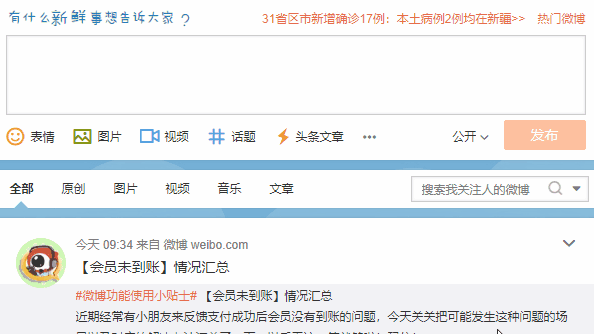 有什么新鲜事想告诉大家？
31省区市新增确诊17例：本土病例2例均在新疆>> 热门微博
表情 图片 视频 话题 头条文章 ••• 公开 发布
全部 原创 图片 视频 音乐 文章 搜索我关注人的微博
今天 09:34 来自 微博 weibo.com
【会员未到账】情况汇总
#微博功能使用小贴士# 【会员未到账】情况汇总
近期经常有小朋友来反馈支付成功后会员没有到账的问题，今天关关把可能发生这种问题的场